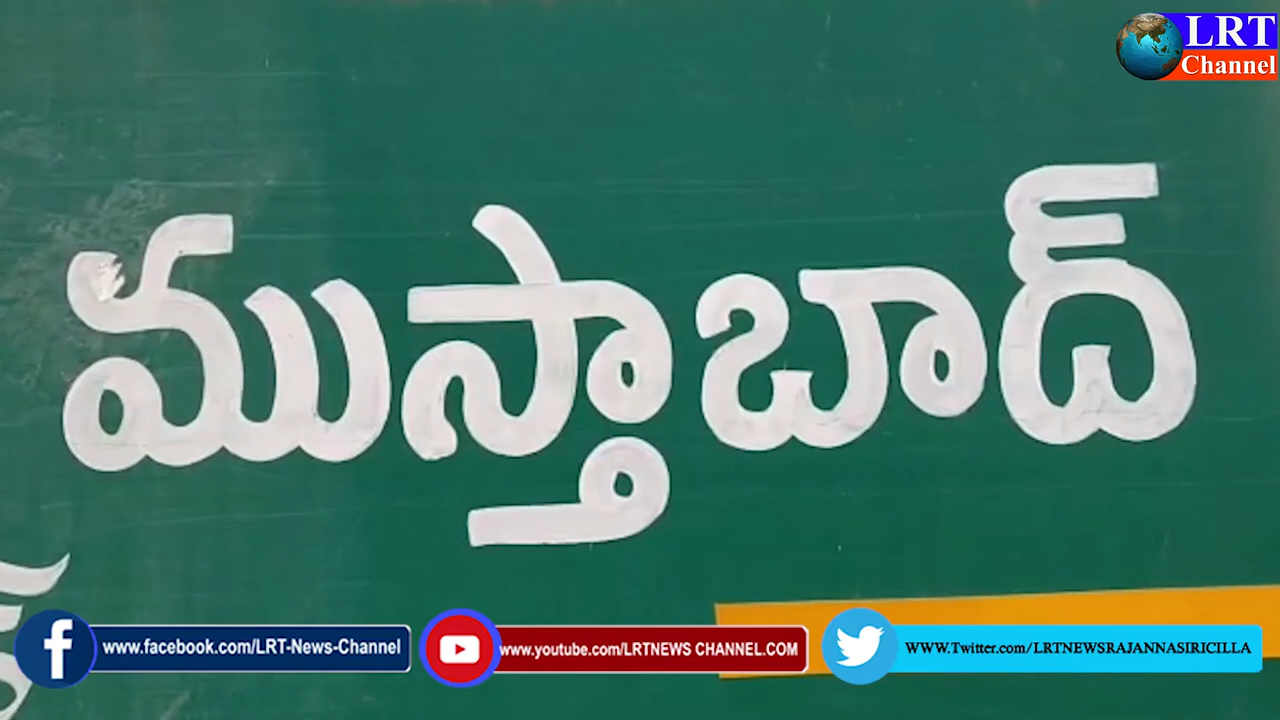 LRT
Channel
ముస్తాబాద్
www.facebook.com/LRT-News-Channel
www.youtube.com/LRTNEWS CHANNEL.COM
WWW.Twitter.com/LRTNEWSRAJANNASIRICILLA